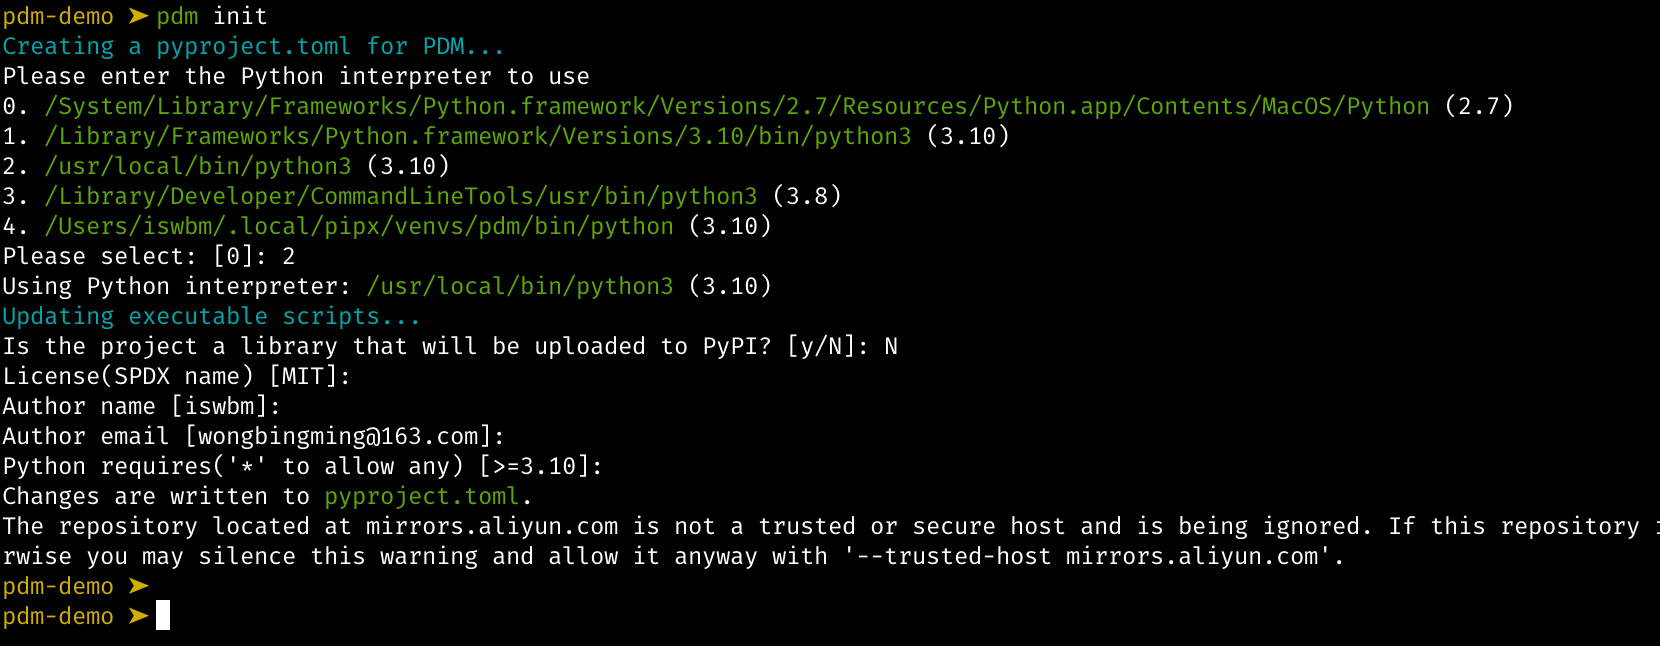 pdm-demo ➤ pdm init
Creating a pyproject.toml for PDM...
Please enter the Python interpreter to use
0. /System/Library/Frameworks/Python.framework/Versions/2.7/Resources/Python.app/Contents/MacOS/Python (2.7)
1. /Library/Frameworks/Python.framework/Versions/3.10/bin/python3 (3.10)
2. /usr/local/bin/python3 (3.10)
3. /Library/Developer/CommandLineTools/usr/bin/python3 (3.8)
4. /Users/iswbm/.local/pipx/venvs/pdm/bin/python (3.10)
Please select: [0]: 2
Using Python interpreter: /usr/local/bin/python3 (3.10)
Updating executable scripts...
Is the project a library that will be uploaded to PyPI? [y/N]: N
License(SPDX name) [MIT]:
Author name [iswbm]:
Author email [wongbingming@163.com]:
Python requires('*' to allow any) [>=3.10]:
Changes are written to pyproject.toml.
The repository located at mirrors.aliyun.com is not a trusted or secure host and is being ignored. If this repository
rwise you may silence this warning and allow it anyway with '--trusted-host mirrors.aliyun.com'.
pdm-demo ➤
pdm-demo ➤